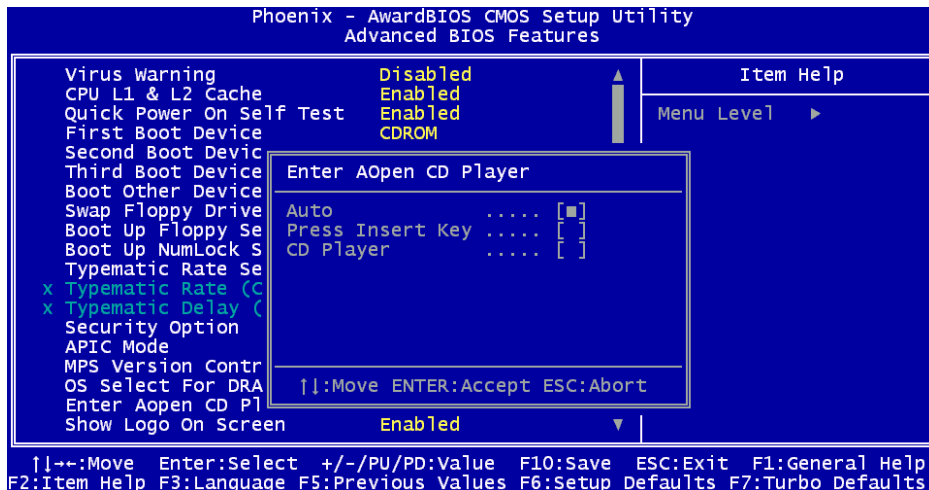 Phoenix - AwardBIOS CMOS Setup Utility
Advanced BIOS Features
Virus Warning Disabled
CPU L1 & L2 Cache Enabled
Quick Power On Self Test Enabled
First Boot Device CDROM
Second Boot Devic
Third Boot Device
Boot Other Device
Swap Floppy Drive
Boot Up Floppy Se
Boot Up NumLock S
Typematic Rate Se
x Typematic Rate (C
x Typematic Delay (
Security Option
APIC Mode
MPS Version Contr
OS Select For DRA
Enter Aopen CD Pl
Show Logo On Screen Enabled
Enter AOpen CD Player
Auto ..... [■]
Press Insert Key ..... [ ]
CD Player ..... [ ]
↑↓:Move ENTER:Accept ESC:Abort
Item Help
Menu Level ▶
↑↓→←:Move Enter:Select +/-/PU/PD:Value F10:Save ESC:Exit F1:General Help
F2:Item Help F3:Language F5:Previous Values F6:Setup Defaults F7:Turbo Defaults